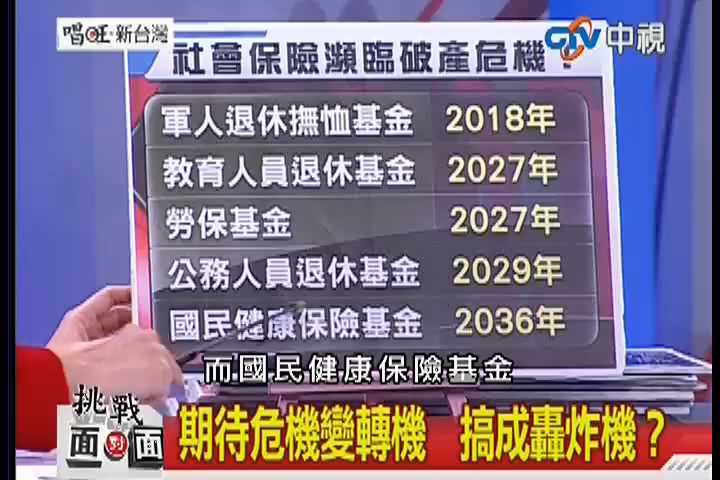 唱旺新台灣
CTV中視
社會保險瀕臨破產危機!
軍人退休撫恤基金 2018年
教育人員退休基金 2027年
勞保基金 2027年
公務人員退休基金 2029年
國民健康保險基金 2036年
而國民健康保險基金
挑戰
面對面
期待危機變轉機 搞成轟炸機?